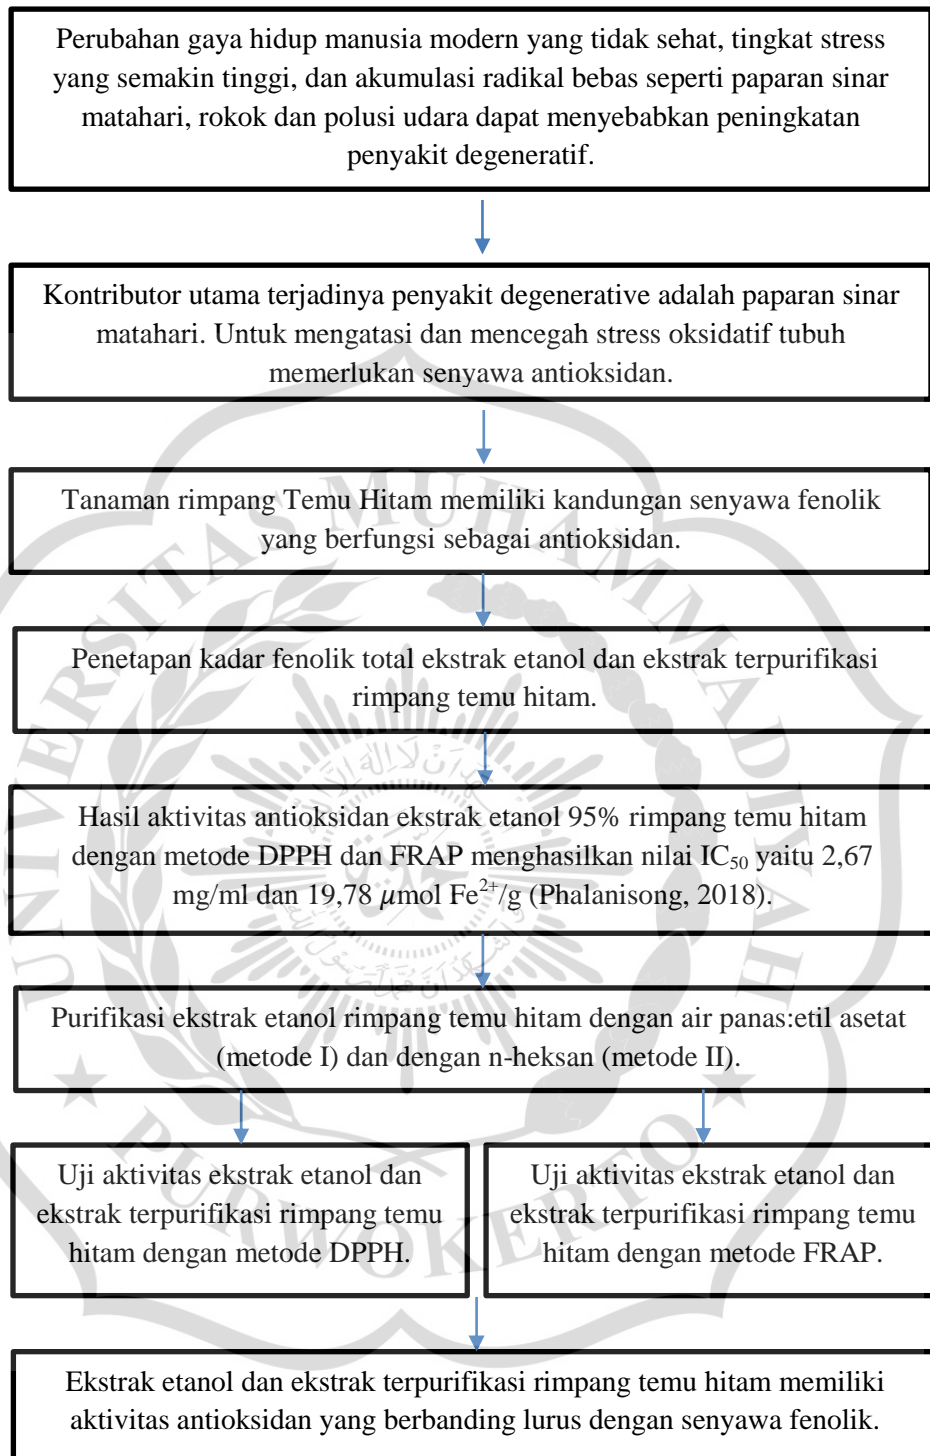 Perubahan gaya hidup manusia modern yang tidak sehat, tingkat stress
yang semakin tinggi, dan akumulasi radikal bebas seperti paparan sinar
matahari, rokok dan polusi udara dapat menyebabkan peningkatan
penyakit degeneratif.
Kontributor utama terjadinya penyakit degenerative adalah paparan sinar
matahari. Untuk mengatasi dan mencegah stress oksidatif tubuh
memerlukan senyawa antioksidan.
Tanaman rimpang Temu Hitam memiliki kandungan senyawa fenolik
yang berfungsi sebagai antioksidan.
Penetapan kadar fenolik total ekstrak etanol dan ekstrak terpurifikasi
rimpang temu hitam.
Hasil aktivitas antioksidan ekstrak etanol 95% rimpang temu hitam
dengan metode DPPH dan FRAP menghasilkan nilai IC₅₀ yaitu 2,67
mg/ml dan 19,78 µmol Fe²⁺/g (Phalanisong, 2018).
Purifikasi ekstrak etanol rimpang temu hitam dengan air panas:etil asetat
(metode I) dan dengan n-heksan (metode II).
Uji aktivitas ekstrak etanol dan
ekstrak terpurifikasi rimpang temu
hitam dengan metode DPPH.
Uji aktivitas ekstrak etanol dan
ekstrak terpurifikasi rimpang temu
hitam dengan metode FRAP.
Ekstrak etanol dan ekstrak terpurifikasi rimpang temu hitam memiliki
aktivitas antioksidan yang berbanding lurus dengan senyawa fenolik.
UNIVERSITAS MUHAMMADIYAH
PURWOKERTO